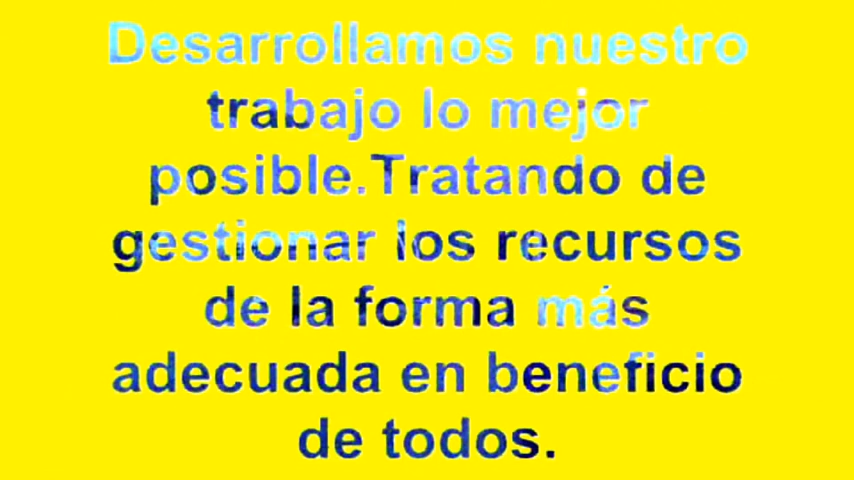 Desarrollamos nuestro
trabajo lo mejor
posible.Tratando de
gestionar los recursos
de la forma más
adecuada en beneficio
de todos.